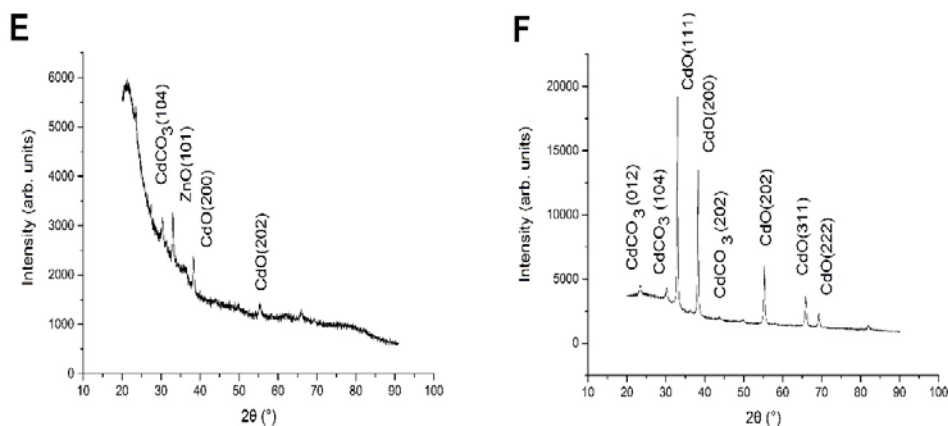 E
6000
5000
4000
3000
2000
1000
0
10 20 30 40 50 60 70 80 90 100
Intensity (arb. units)
2θ (°)
CdCO3(104)
ZnO(101)
CdO(200)
CdO(202)
F
20000
15000
10000
5000
0
10 20 30 40 50 60 70 80 90 100
Intensity (arb. units)
2θ (°)
CdCO3(012)
CdCO3(104)
CdO(111)
CdO(200)
CdCO3(202)
CdO(202)
CdO(311)
CdO(222)